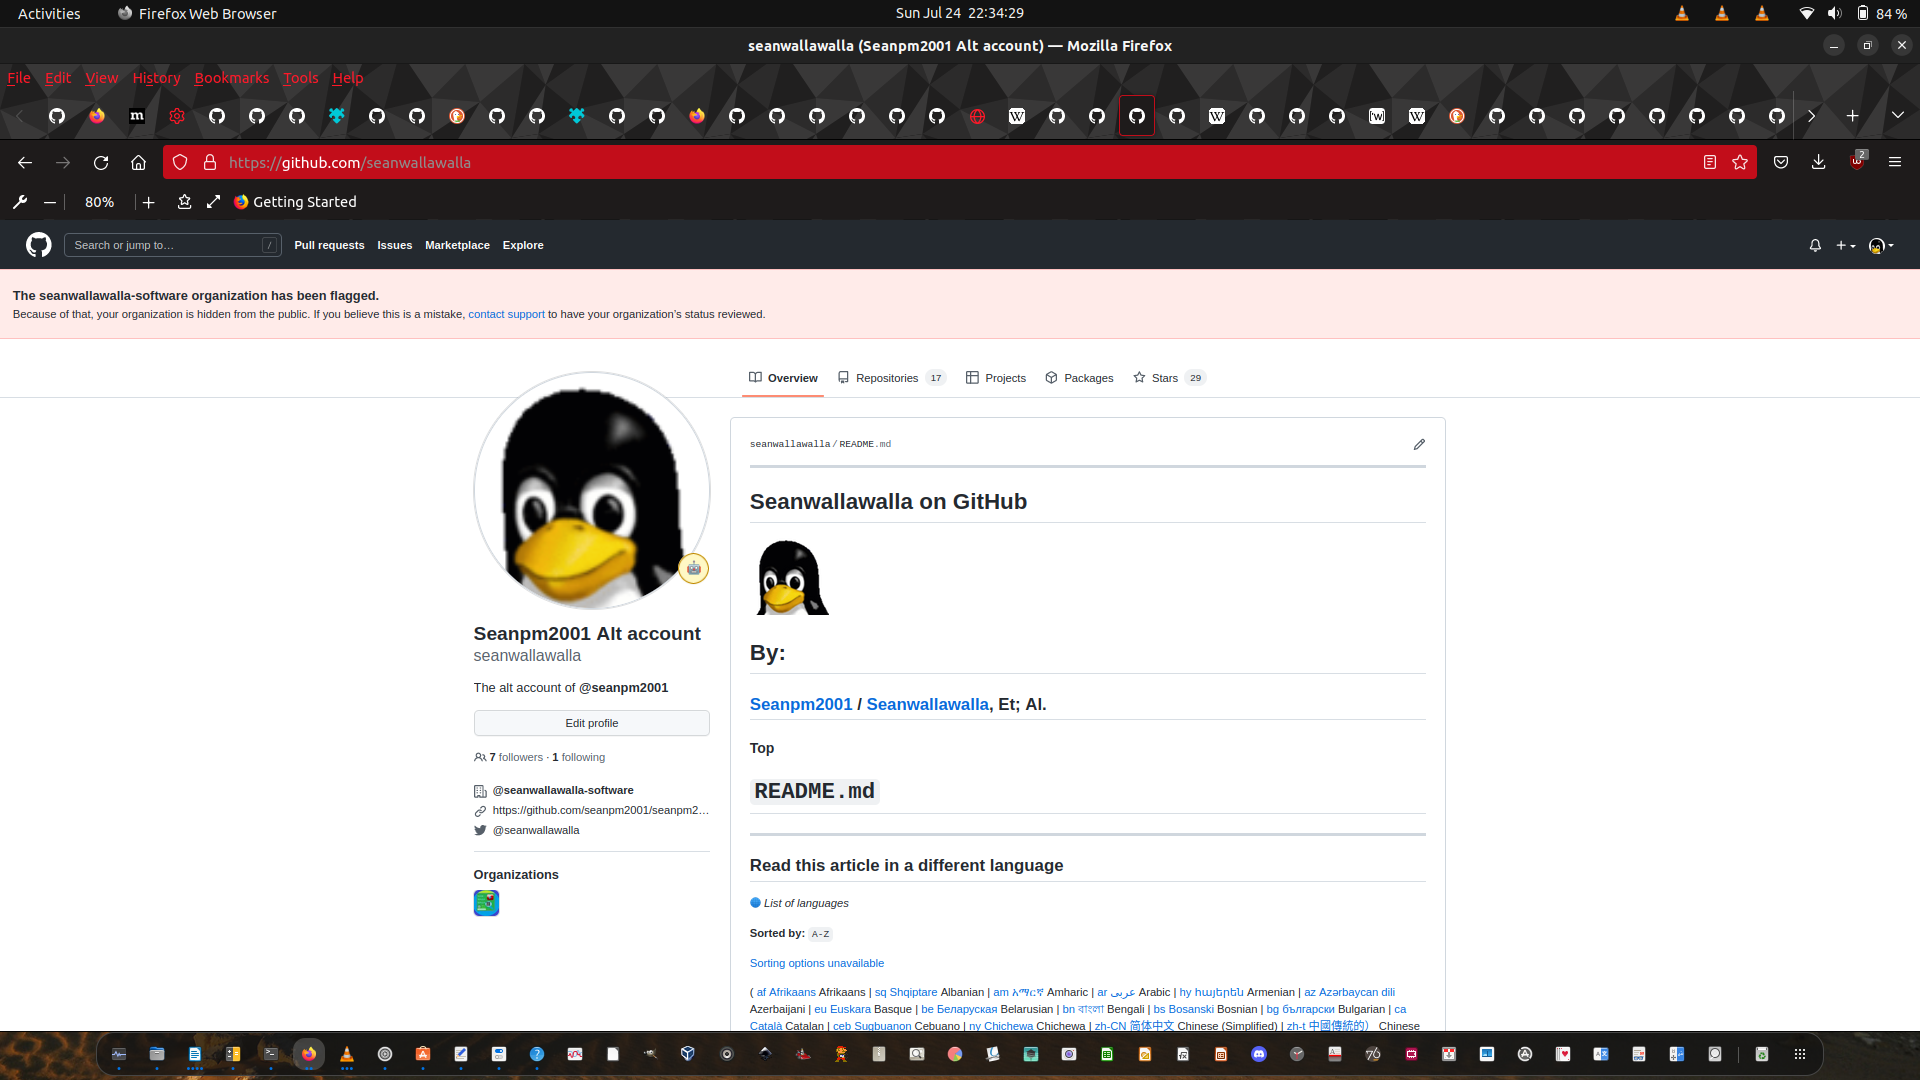 Activities Firefox Web Browser Sun Jul 24 22:34:29 84 %
seanwallawalla (Seanpm2001 Alt account) — Mozilla Firefox
File Edit View History Bookmarks Tools Help
https://github.com/seanwallawalla 2
80% Getting Started
Search or jump to… / Pull requests Issues Marketplace Explore
The seanwallawalla-software organization has been flagged.
Because of that, your organization is hidden from the public. If you believe this is a mistake, contact support to have your organization's status reviewed.
Overview Repositories 17 Projects Packages Stars 29
seanwallawalla/README.md
Seanwallawalla on GitHub
Seanpm2001 Alt account
seanwallawalla
The alt account of @seanpm2001
Edit profile
7 followers · 1 following
@seanwallawalla-software
https://github.com/seanpm2001/seanpm2…
@seanwallawalla
Organizations
By:
Seanpm2001 / Seanwallawalla, Et; Al.
Top
README.md
Read this article in a different language
List of languages
Sorted by: A-Z
Sorting options unavailable
( af Afrikaans Afrikaans | sq Shqiptare Albanian | am አማርኛ Amharic | ar عربى Arabic | hy հայերեն Armenian | az Azərbaycan dili
Azerbaijani | eu Euskara Basque | be Беларуская Belarusian | bn বাংলা Bengali | bs Bosanski Bosnian | bg български Bulgarian | ca
Català Catalan | ceb Sugbuanon Cebuano | ny Chichewa Chichewa | zh-CN 简体中文 Chinese (Simplified) | zh-t 中國傳統的） Chinese